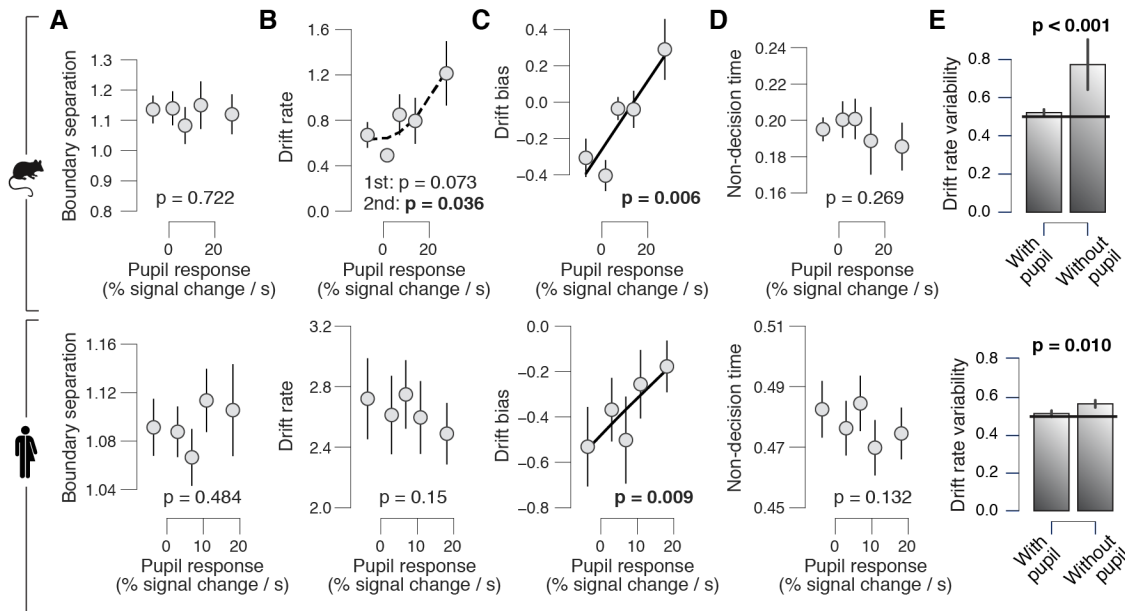 A
Boundary separation
1.3
1.2
1.1
1.0
0.9
0.8
p = 0.722
0
20
Pupil response
(% signal change / s)
B
Drift rate
1.6
1.2
0.8
0.4
0.0
1st: p = 0.073
2nd: p = 0.036
0
20
Pupil response
(% signal change / s)
C
Drift bias
0.4
0.2
0.0
−0.2
−0.4
p = 0.006
0
20
Pupil response
(% signal change / s)
D
Non-decision time
0.24
0.22
0.20
0.18
0.16
p = 0.269
0
20
Pupil response
(% signal change / s)
E
p < 0.001
Drift rate variability
0.8
0.6
0.4
0.2
0.0
With
pupil
Without
pupil
Boundary separation
1.16
1.12
1.08
1.04
p = 0.484
0
10
20
Pupil response
(% signal change / s)
Drift rate
3.2
2.8
2.4
2.0
p = 0.15
0
10
20
Pupil response
(% signal change / s)
Drift bias
0.0
−0.2
−0.4
−0.6
−0.8
p = 0.009
0
10
20
Pupil response
(% signal change / s)
Non-decision time
0.51
0.49
0.47
0.45
p = 0.132
0
10
20
Pupil response
(% signal change / s)
p = 0.010
Drift rate variability
0.8
0.6
0.4
0.2
0.0
With
pupil
Without
pupil